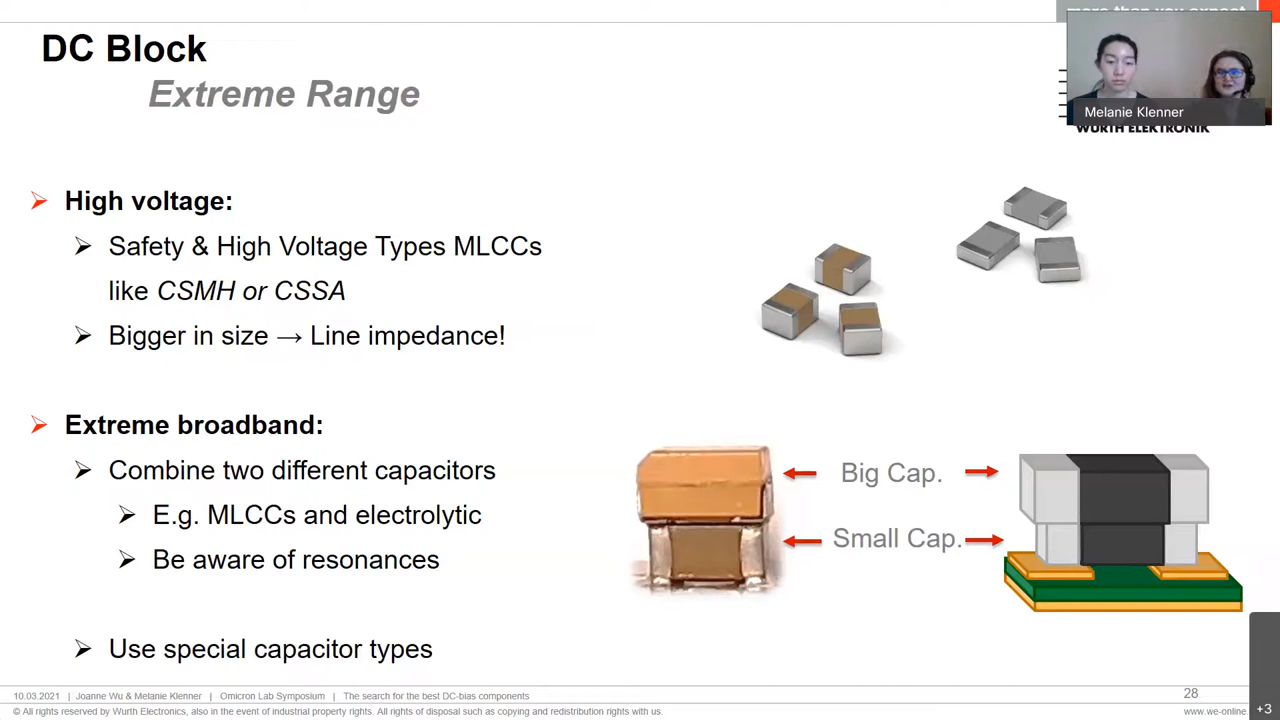 more than you expect
DC Block
Extreme Range
Melanie Klenner
WÜRTH ELEKTRONIK
High voltage:
Safety & High Voltage Types MLCCs
like CSMH or CSSA
Bigger in size → Line impedance!
Extreme broadband:
Combine two different capacitors
E.g. MLCCs and electrolytic
Be aware of resonances
Use special capacitor types
Big Cap.
Small Cap.
10.03.2021 | Joanne Wu & Melanie Klenner | Omicron Lab Symposium | The search for the best DC-bias components
28
© All rights reserved by Wurth Electronics, also in the event of industrial property rights. All rights of disposal such as copying and redistribution rights with us.
www.we-online.
+3